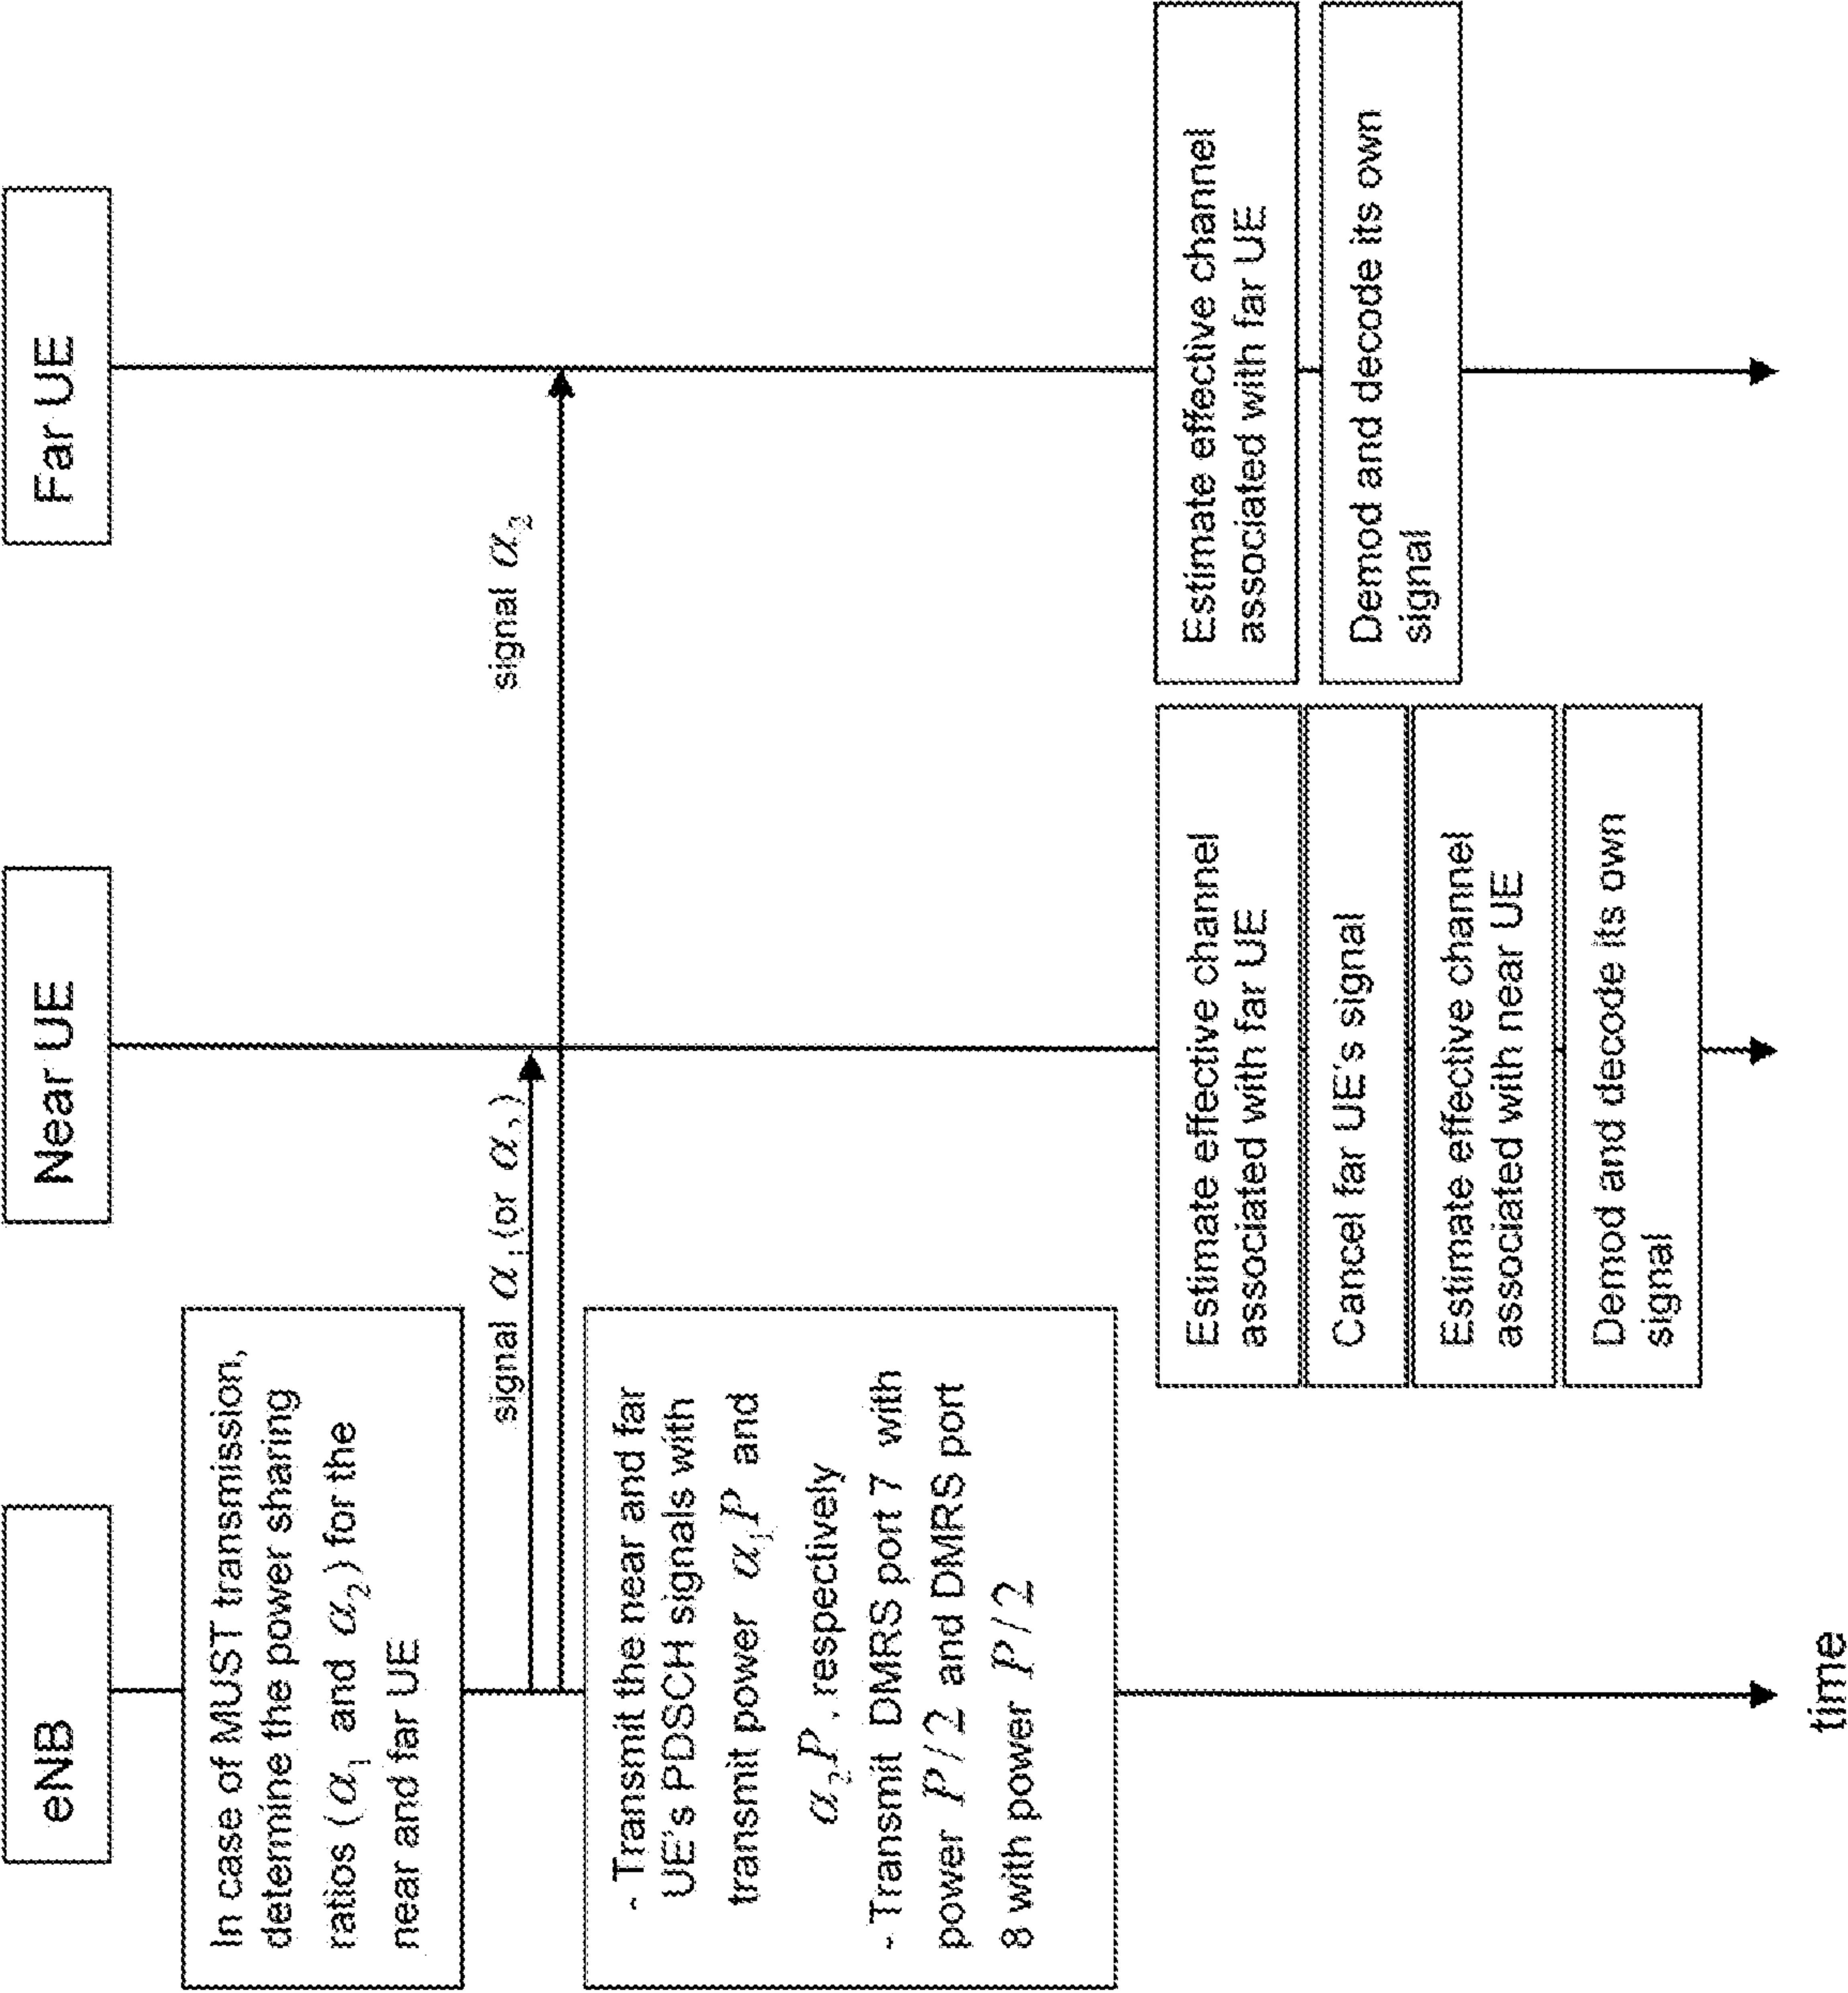 eNB
Near UE
Far UE
In case of MUST transmission,
determine the power sharing
ratios (α₁ and α₂) for the
near and far UE
signal α₁ (or α₂)
signal α₂
- Transmit the near and far
UE's PDSCH signals with
transmit power α₁P and
α₂P, respectively
- Transmit DMRS port 7 with
power P/2 and DMRS port
8 with power P/2
Estimate effective channel
associated with far UE
Cancel far UE's signal
Estimate effective channel
associated with near UE
Demod and decode its own
signal
Estimate effective channel
associated with far UE
Demod and decode its own
signal
time